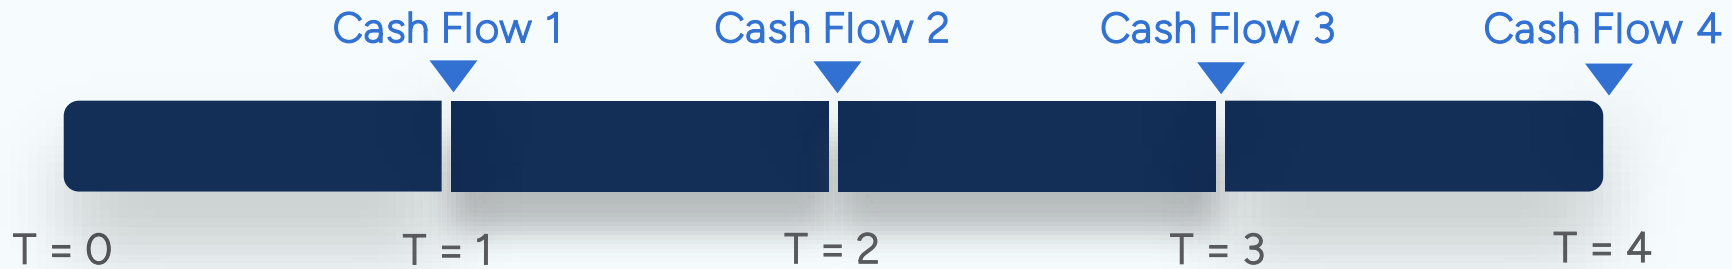 Cash Flow 1 Cash Flow 2 Cash Flow 3 Cash Flow 4
T = 0 T = 1 T = 2 T = 3 T = 4